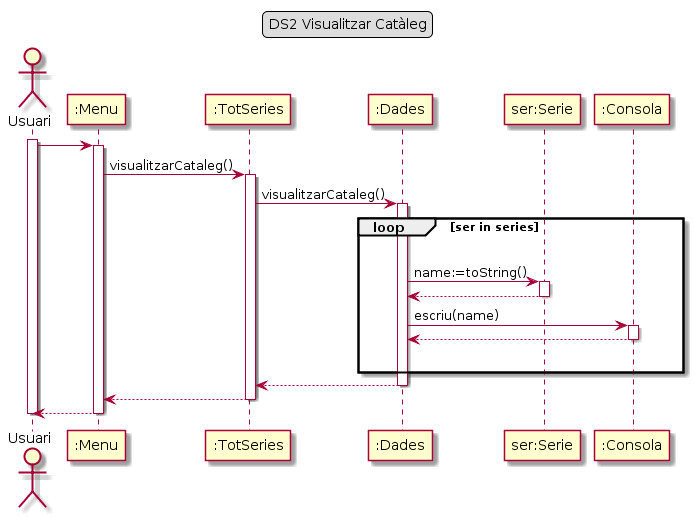 DS2 Visualitzar Catàleg
Usuari
:Menu
:TotSeries
:Dades
ser:Serie
:Consola
visualitzarCataleg()
visualitzarCataleg()
loop
[ser in series]
name:=toString()
escriu(name)
Usuari
:Menu
:TotSeries
:Dades
ser:Serie
:Consola